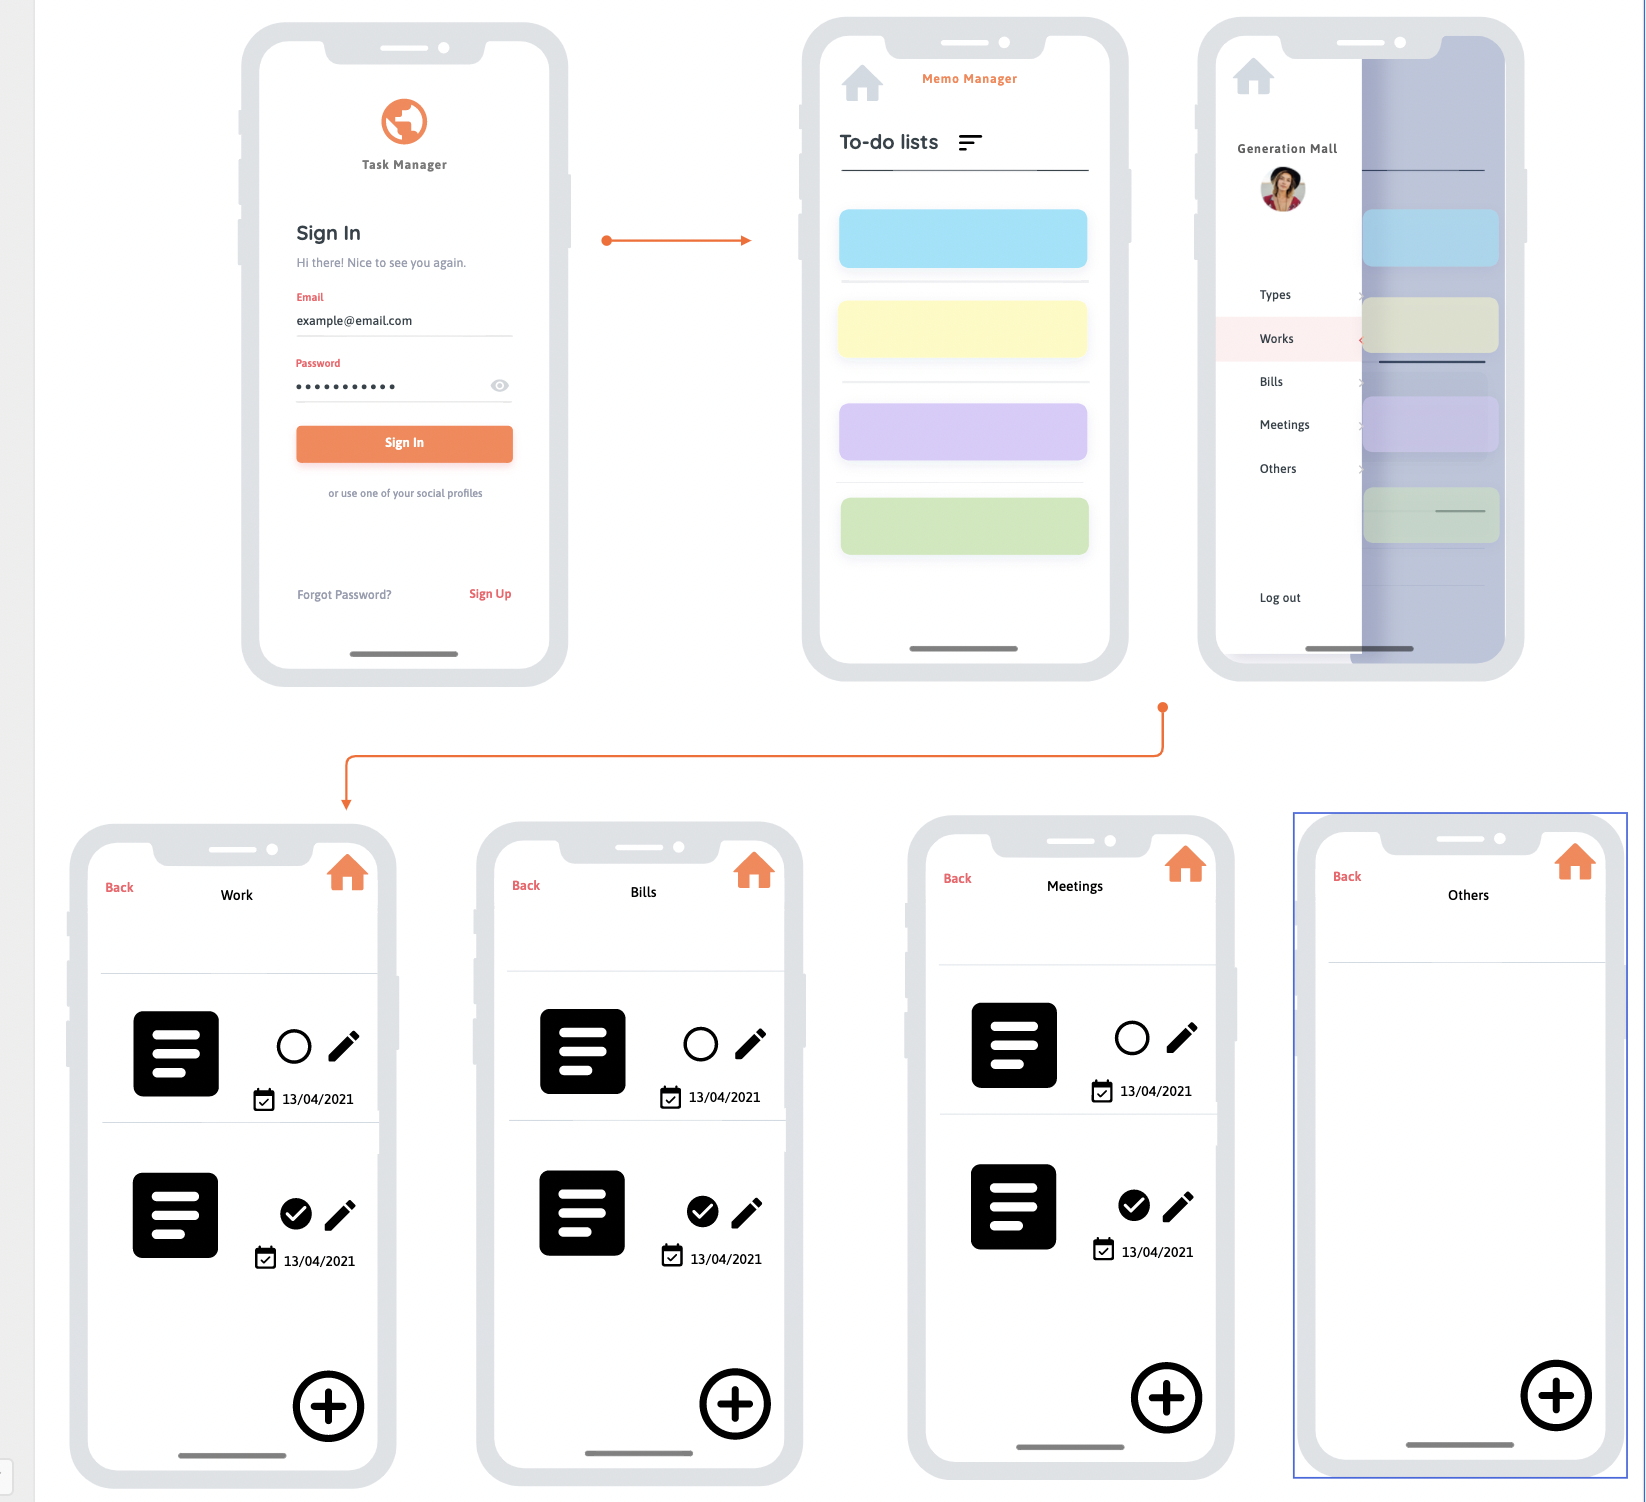 Task Manager
Sign In
Hi there! Nice to see you again.
Email
example@email.com
Password
Sign In
or use one of your social profiles
Forgot Password?
Sign Up
Memo Manager
To-do lists
Generation Mall
Types
Works
Bills
Meetings
Others
Log out
Back
Work
13/04/2021
13/04/2021
Back
Bills
13/04/2021
13/04/2021
Back
Meetings
13/04/2021
13/04/2021
Back
Others